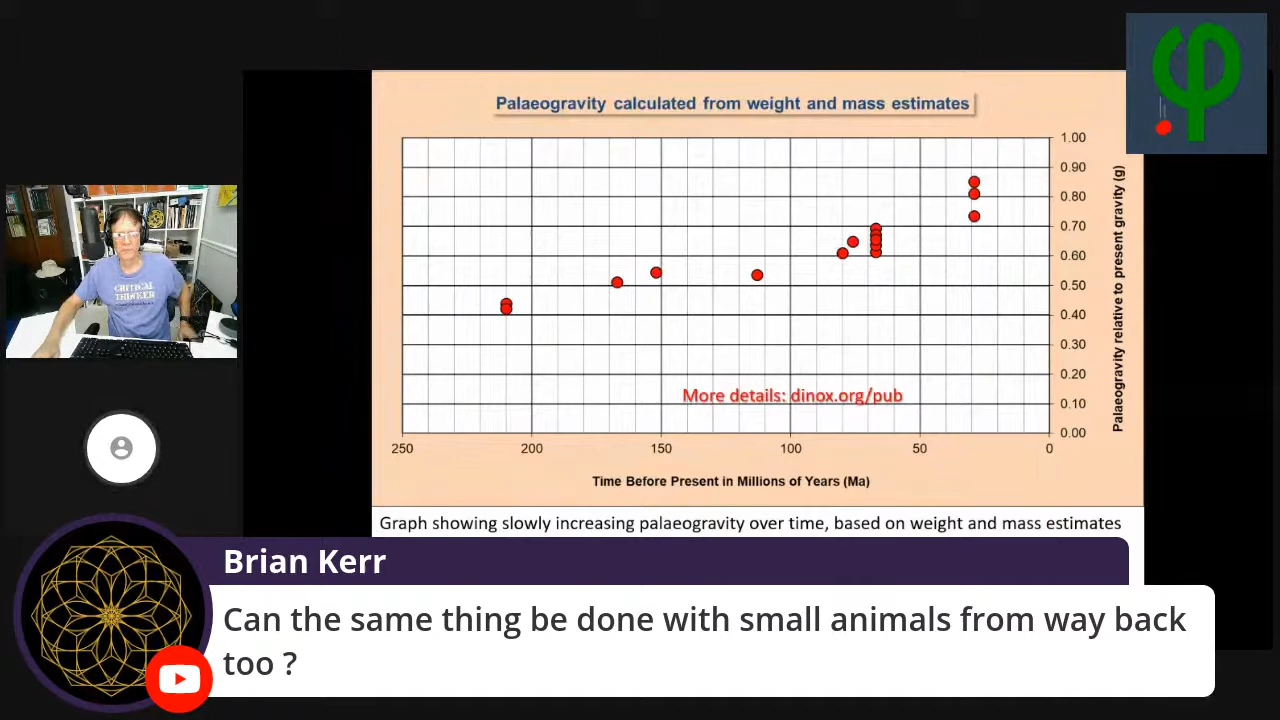 Palaeogravity calculated from weight and mass estimates
1.00
0.90
0.80
0.70
0.60
0.50
0.40
0.30
0.20
0.10
0.00
Palaeogravity relative to present gravity (g)
More details: dinox.org/pub
250
200
150
100
50
0
Time Before Present in Millions of Years (Ma)
Graph showing slowly increasing palaeogravity over time, based on weight and mass estimates
CRITICAL
THINKER
Brian Kerr
Can the same thing be done with small animals from way back
too ?